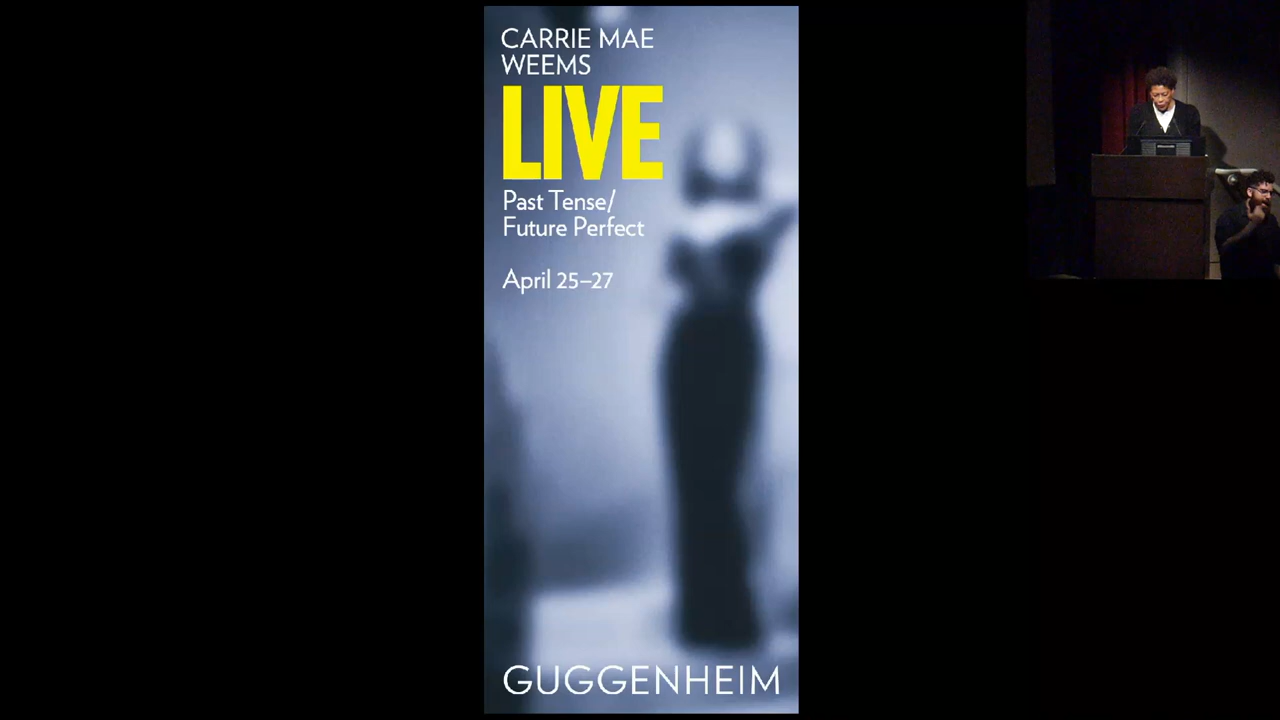 CARRIE MAE
WEEMS
LIVE
Past Tense/
Future Perfect
April 25–27
GUGGENHEIM